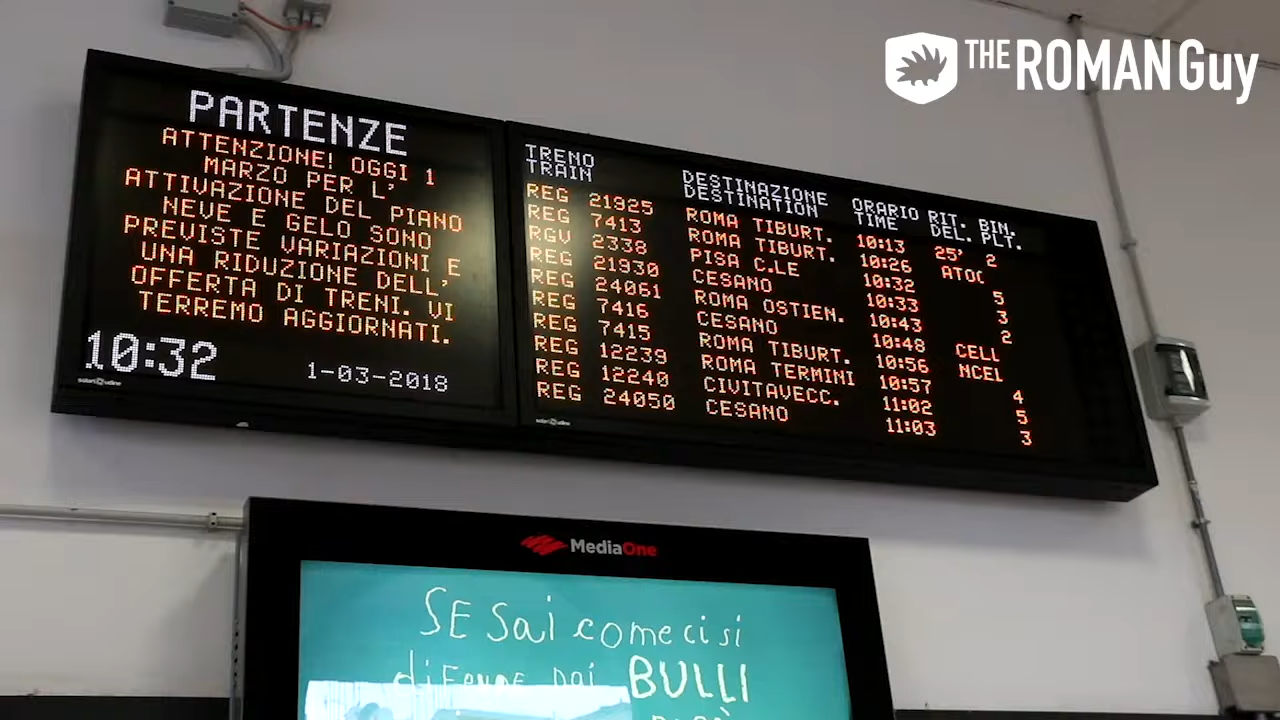 THE ROMAN Guy
PARTENZE
ATTENZIONE! OGGI 1
MARZO PER L'
ATTIVAZIONE DEL PIANO
NEVE E GELO SONO
PREVISTE VARIAZIONI E
UNA RIDUZIONE DELL'
OFFERTA DI TRENI. VI
TERREMO AGGIORNATI.
10:32 1-03-2018
TRENO DESTINAZIONE ORARIO RIT. BIN.
TRAIN DESTINATION TIME DEL. PLT.
REG 21925 ROMA TIBURT. 10:13 25' 2
REG 7413 ROMA TIBURT. 10:26 ATOC
RGV 2338 PISA C.LE 10:32 5
REG 21930 CESANO 10:33 3
REG 24061 ROMA OSTIEN. 10:43 2
REG 7416 CESANO 10:48 CELL
REG 7415 ROMA TIBURT. 10:56 NCEL
REG 12239 ROMA TERMINI 10:57 4
REG 12240 CIVITAVECC. 11:02 5
REG 24050 CESANO 11:03 3
MediaOne
SE Sai come ci si
difende dai BULLI